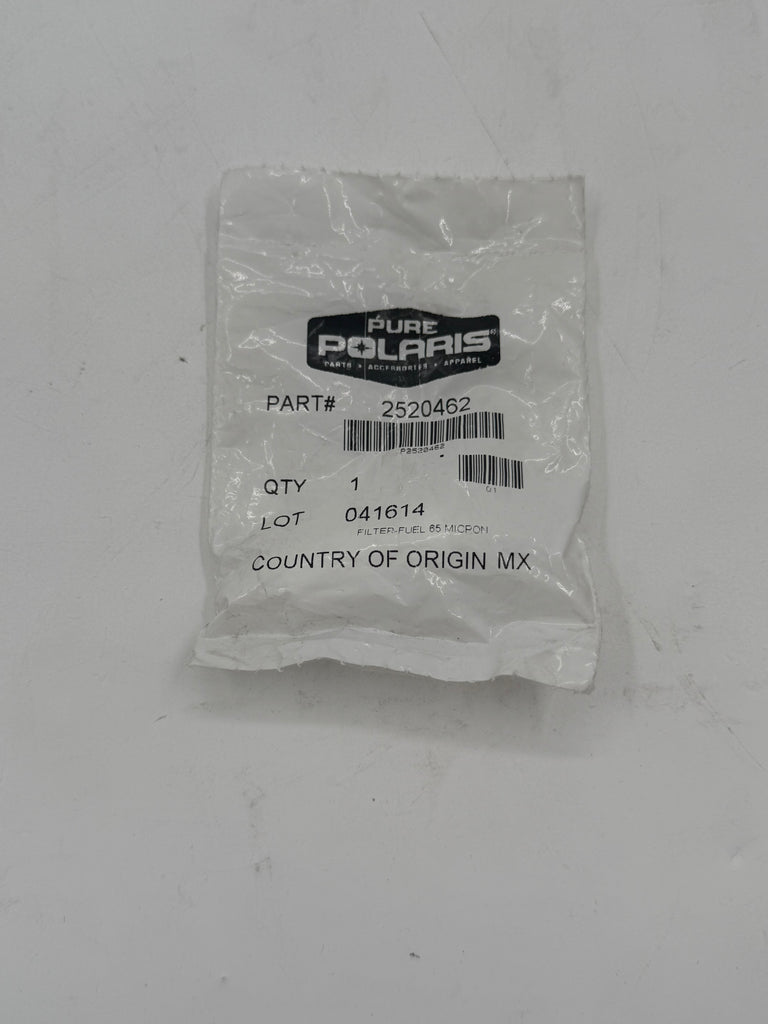 PURE
POLARIS®
PARTS • ACCESSORIES • APPAREL
PART# 2520462
P2520462
QTY 1
Q1
LOT 041614
FILTER-FUEL 65 MICRON
COUNTRY OF ORIGIN MX